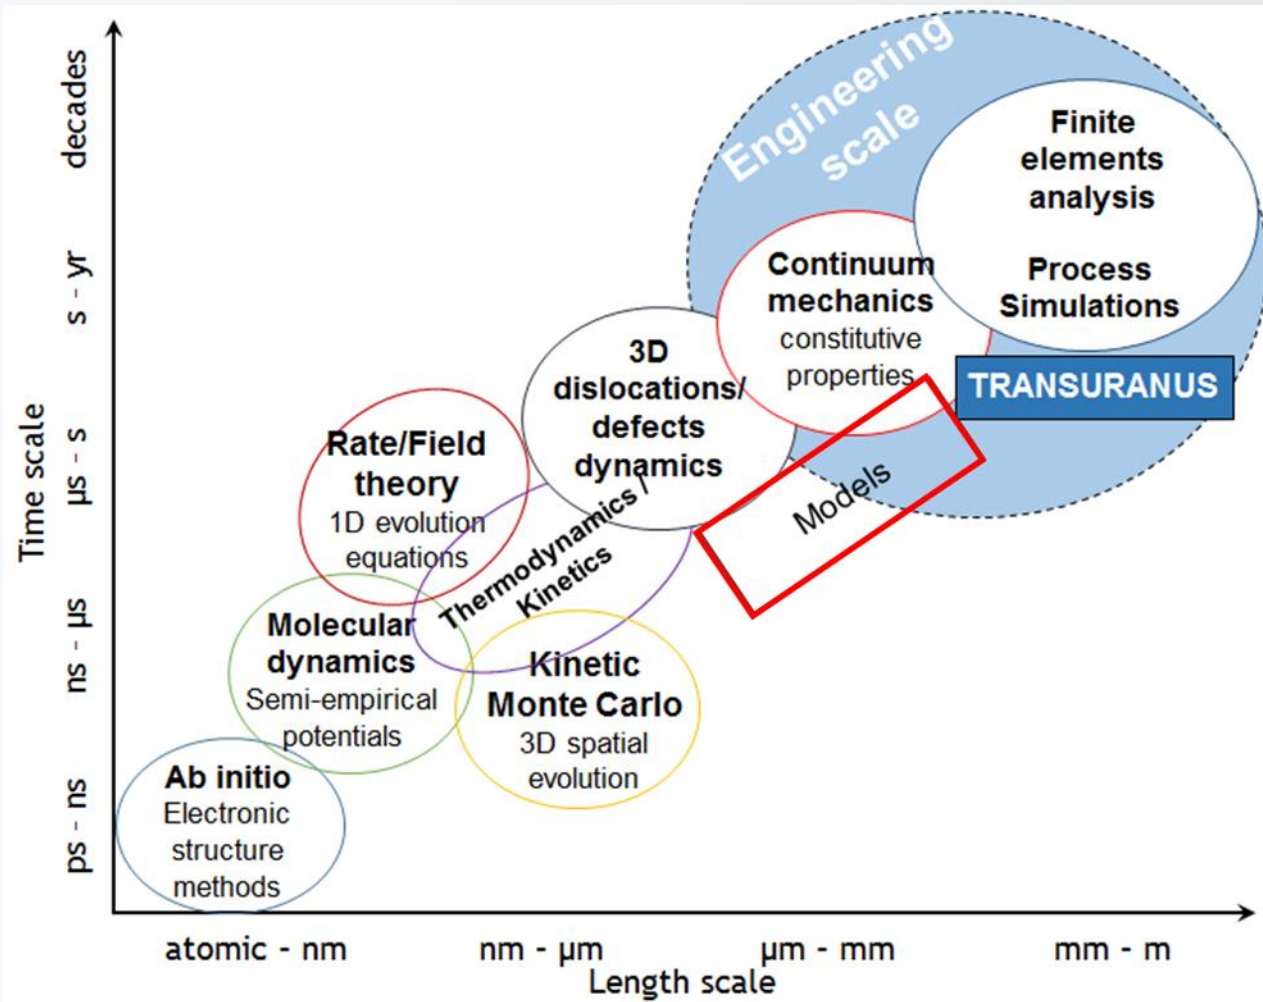 decades
s - yr
µs - s
ns - µs
ps - ns
Time scale
Engineering
scale
Finite
elements
analysis
Process
Simulations
Continuum
mechanics
constitutive
properties
TRANSURANUS
3D
dislocations/
defects
dynamics
Models
Rate/Field
theory
1D evolution
equations
Thermodynamics /
Kinetics
Molecular
dynamics
Semi-empirical
potentials
Kinetic
Monte Carlo
3D spatial
evolution
Ab initio
Electronic
structure
methods
atomic - nm
nm - µm
µm - mm
mm - m
Length scale